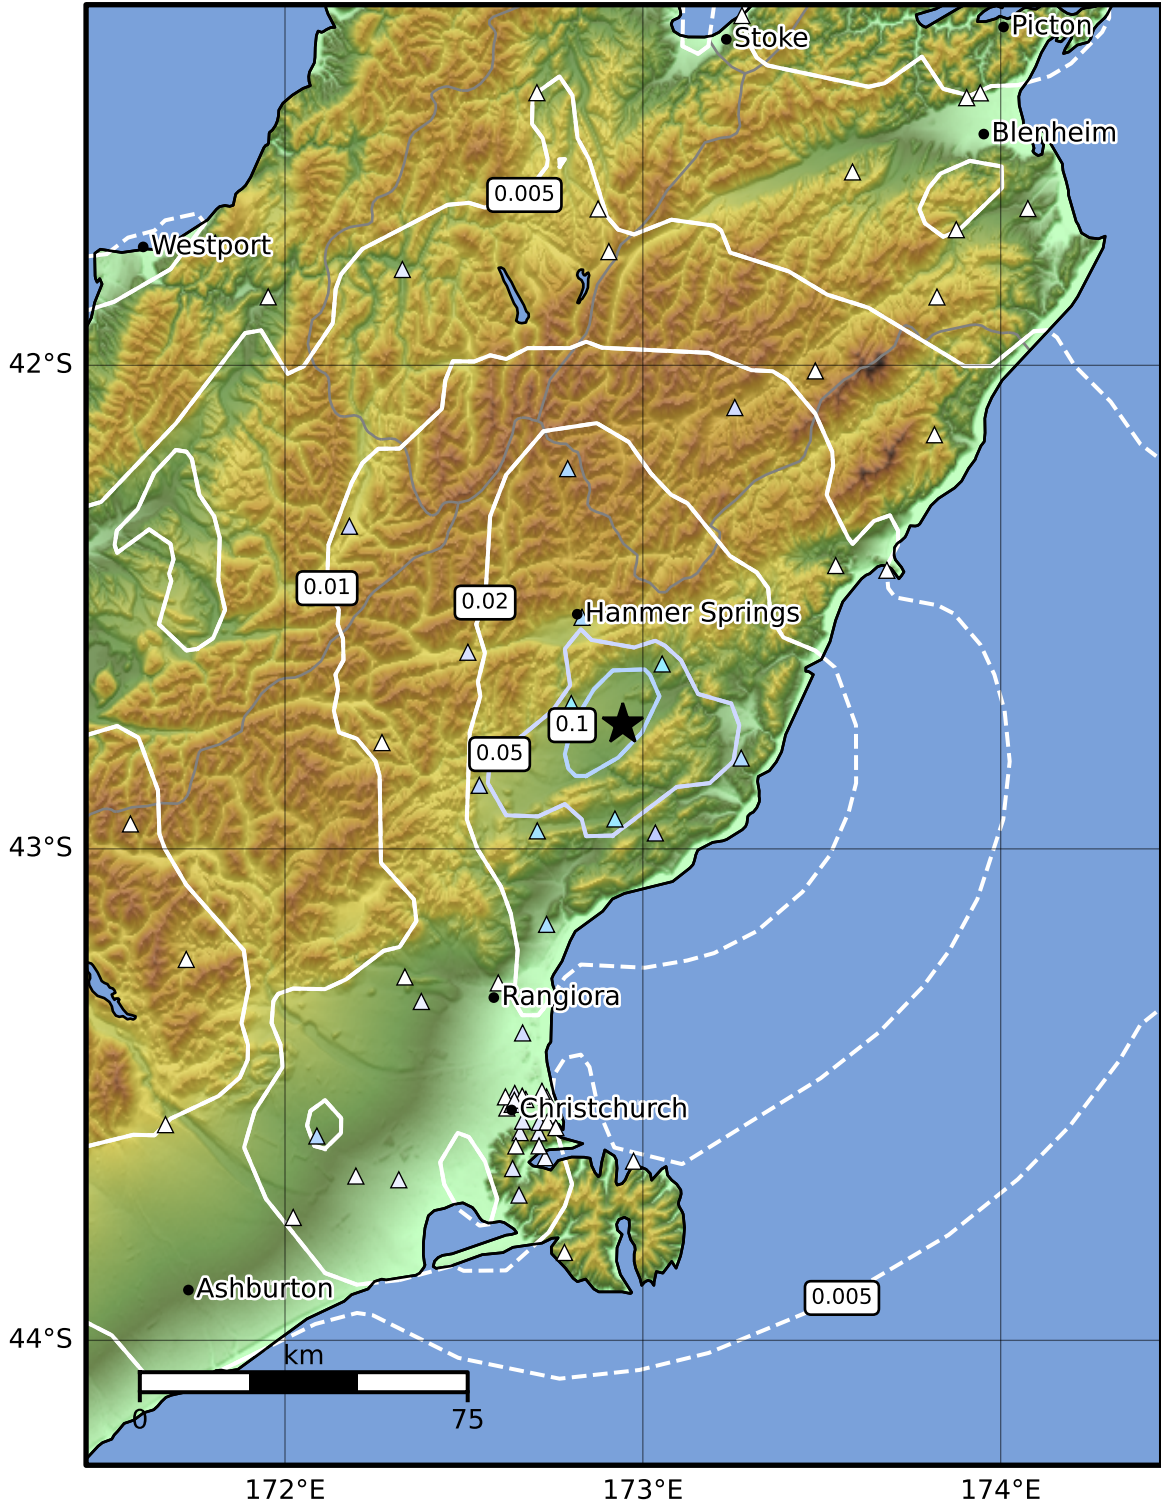 Picton
Stoke
Blenheim
0.005
Westport
42°S
0.01
0.02
Hanmer Springs
0.1
0.05
43°S
Rangiora
Christchurch
Ashburton
0.005
44°S
km
0
75
172°E
173°E
174°E